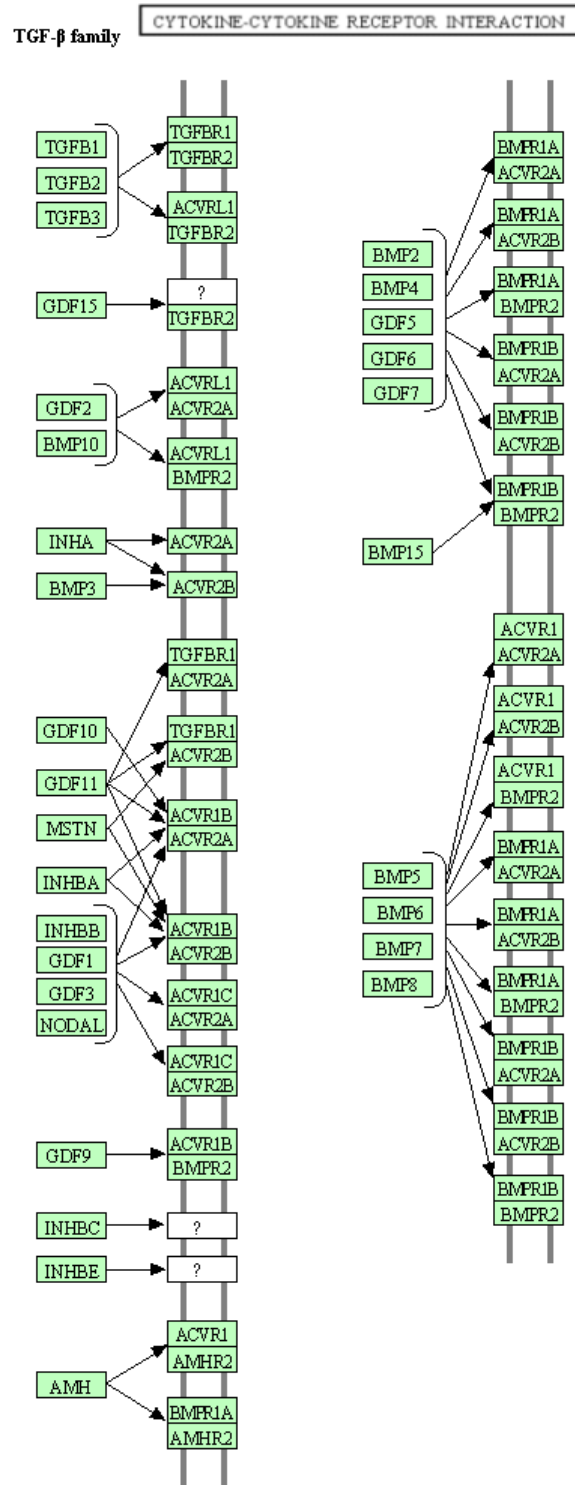 CYTOKINE-CYTOKINE RECEPTOR INTERACTION
TGF-β family
TGFB1
TGFB2
TGFB3
TGFBR1
TGFBR2
ACVRL1
TGFBR2
GDF15
?
TGFBR2
GDF2
BMP10
ACVRL1
ACVR2A
ACVRL1
BMPR2
INHA
BMP3
ACVR2A
ACVR2B
TGFBR1
ACVR2A
GDF10
GDF11
MSTN
INHBA
INHBB
GDF1
GDF3
NODAL
TGFBR1
ACVR2B
ACVR1B
ACVR2A
ACVR1B
ACVR2B
ACVR1C
ACVR2A
ACVR1C
ACVR2B
GDF9
ACVR1B
BMPR2
INHBC
?
INHBE
?
AMH
ACVR1
AMHR2
BMPR1A
AMHR2
BMP2
BMP4
GDF5
GDF6
GDF7
BMP15
BMPR1A
ACVR2A
BMPR1A
ACVR2B
BMPR1A
BMPR2
BMPR1B
ACVR2A
BMPR1B
ACVR2B
BMPR1B
BMPR2
BMP5
BMP6
BMP7
BMP8
ACVR1
ACVR2A
ACVR1
ACVR2B
ACVR1
BMPR2
BMPR1A
ACVR2A
BMPR1A
ACVR2B
BMPR1A
BMPR2
BMPR1B
ACVR2A
BMPR1B
ACVR2B
BMPR1B
BMPR2